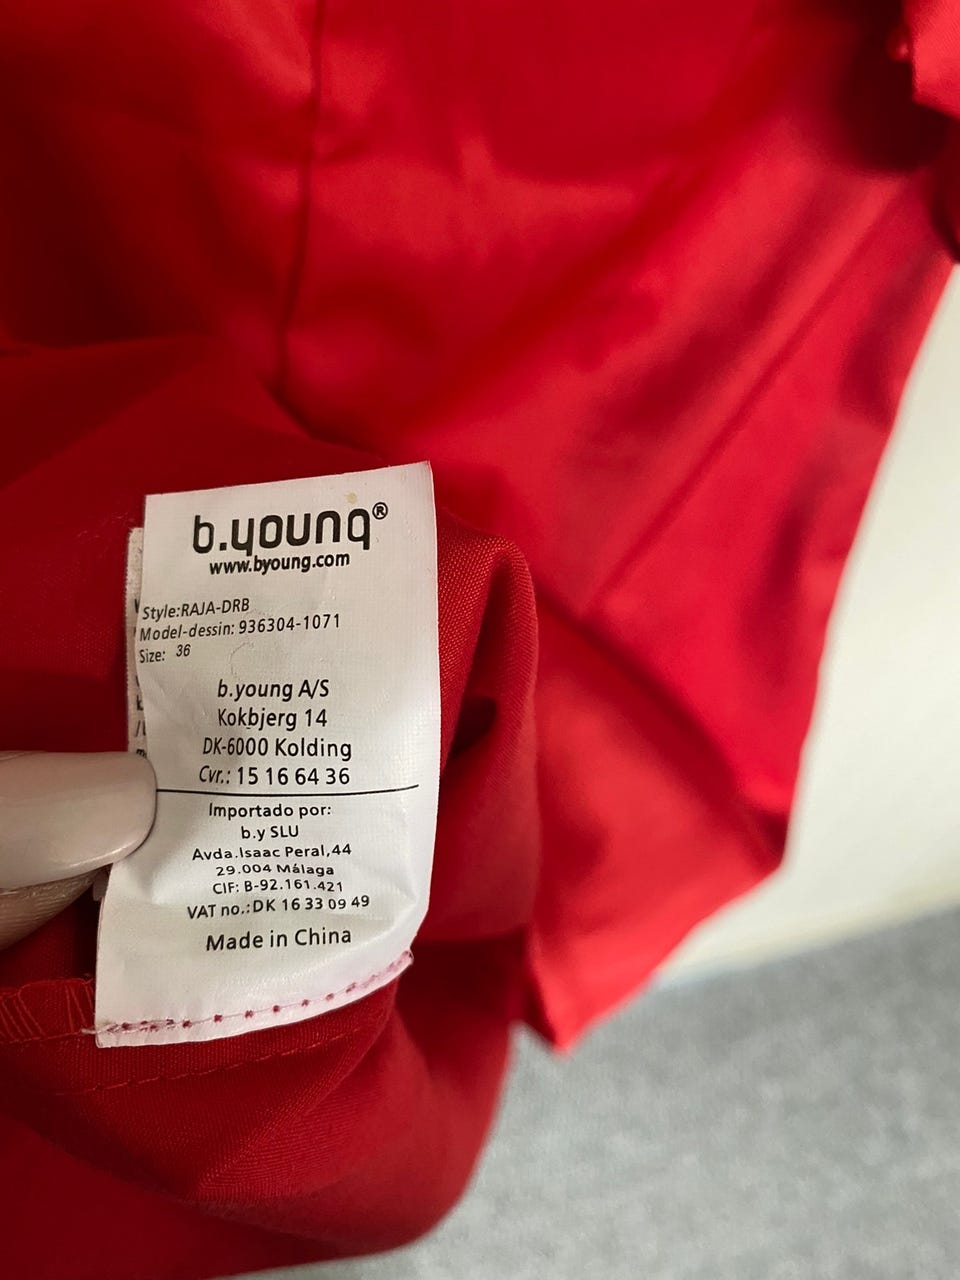 b.young®
www.byoung.com
Style:RAJA-DRB
Model-dessin: 936304-1071
Size: 36
b.young A/S
Kokbjerg 14
DK-6000 Kolding
Cvr.: 15 16 64 36
Importado por:
b.y SLU
Avda.Isaac Peral,44
29.004 Málaga
CIF: B-92.161.421
VAT no.:DK 16 33 09 49
Made in China